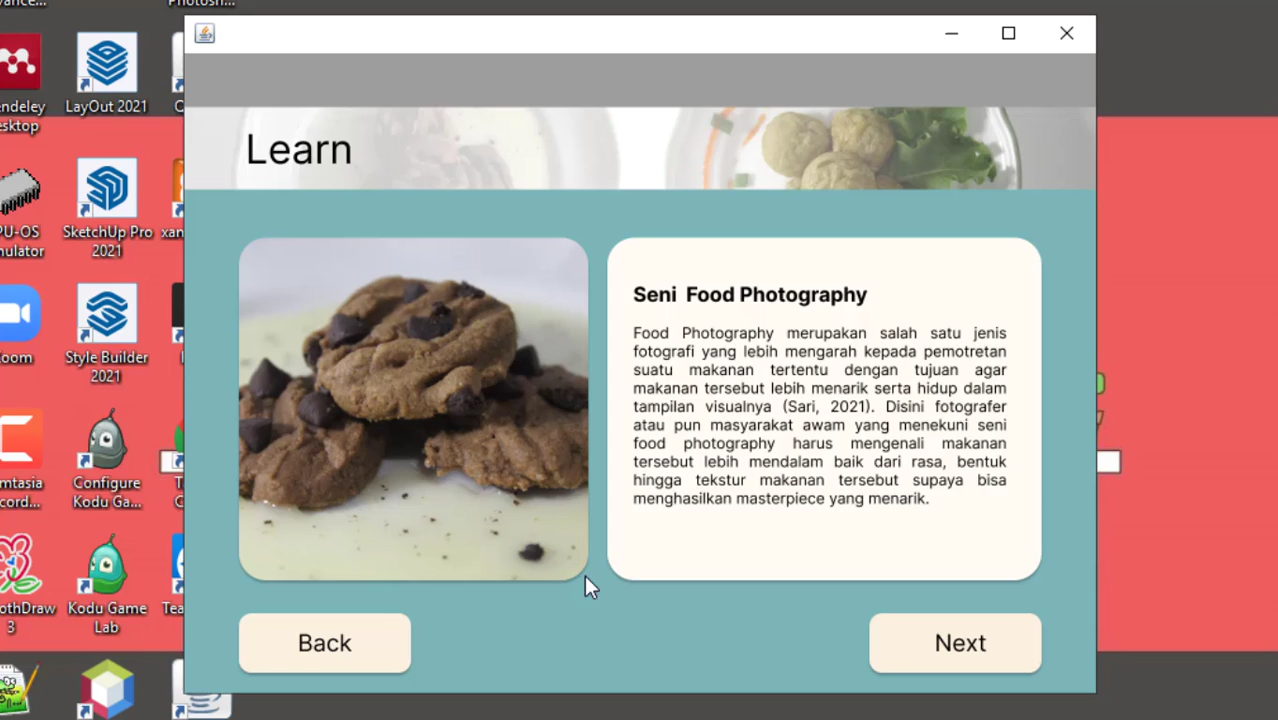 Photosh...
LayOut 2021
SketchUp Pro
2021
Style Builder
2021
Configure
Kodu Ga...
Kodu Game
Lab
Learn
Seni Food Photography
Food Photography merupakan salah satu jenis
fotografi yang lebih mengarah kepada pemotretan
suatu makanan tertentu dengan tujuan agar
makanan tersebut lebih menarik serta hidup dalam
tampilan visualnya (Sari, 2021). Disini fotografer
atau pun masyarakat awam yang menekuni seni
food photography harus mengenali makanan
tersebut lebih mendalam baik dari rasa, bentuk
hingga tekstur makanan tersebut supaya bisa
menghasilkan masterpiece yang menarik.
Back
Next